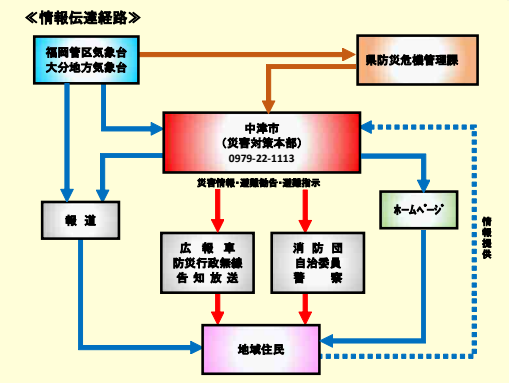 ≪情報伝達経路≫
福岡管区気象台
大分地方気象台
県防災危機管理課
中津市
（災害対策本部）
0979-22-1113
災害情報・避難勧告・避難指示
報 道
ホームページ
広 報 車
防災行政無線
告 知 放 送
消 防 団
自治委員
警 察
情報提供
地域住民